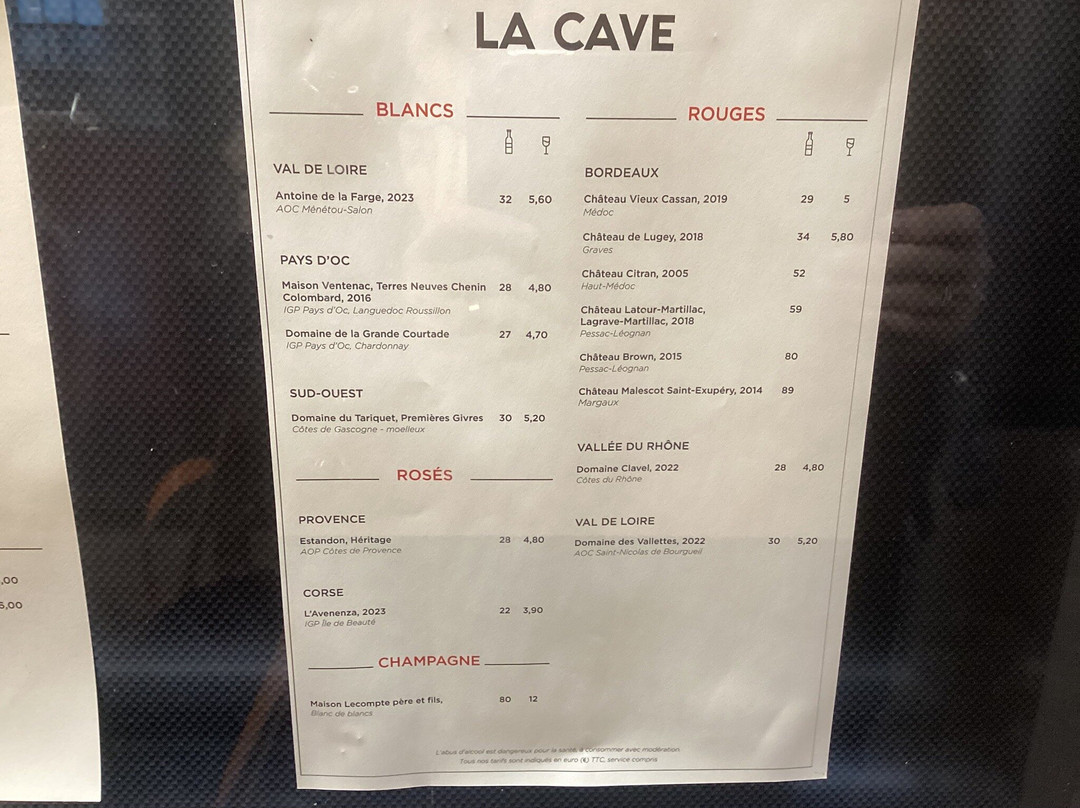 LA CAVE
BLANCS
VAL DE LOIRE
Antoine de la Farge, 2023 32 5,60
AOC Ménétou-Salon
PAYS D'OC
Maison Ventenac, Terres Neuves Chenin 28 4,80
Colombard, 2016
IGP Pays d'Oc, Languedoc Roussillon
Domaine de la Grande Courtade 27 4,70
IGP Pays d'Oc, Chardonnay
SUD-OUEST
Domaine du Tariquet, Premières Givres 30 5,20
Côtes de Gascogne - moelleux
ROSÉS
PROVENCE
Estandon, Héritage 28 4,80
AOP Côtes de Provence
CORSE
L'Avenenza, 2023 22 3,90
IGP Île de Beauté
CHAMPAGNE
Maison Lecompte père et fils, 80 12
Blanc de blancs
ROUGES
BORDEAUX
Château Vieux Cassan, 2019 29 5
Médoc
Château de Lugey, 2018 34 5,80
Graves
Château Citran, 2005 52
Haut-Médoc
Château Latour-Martillac, 59
Lagrave-Martillac, 2018
Pessac-Léognan
Château Brown, 2015 80
Pessac-Léognan
Château Malescot Saint-Exupéry, 2014 89
Margaux
VALLÉE DU RHÔNE
Domaine Clavel, 2022 28 4,80
Côtes du Rhône
VAL DE LOIRE
Domaine des Vallettes, 2022 30 5,20
AOC Saint-Nicolas de Bourgueil
L'abus d'alcool est dangereux pour la santé, à consommer avec modération.
Tous nos tarifs sont indiqués en euro (€) TTC, service compris
,00
6,00